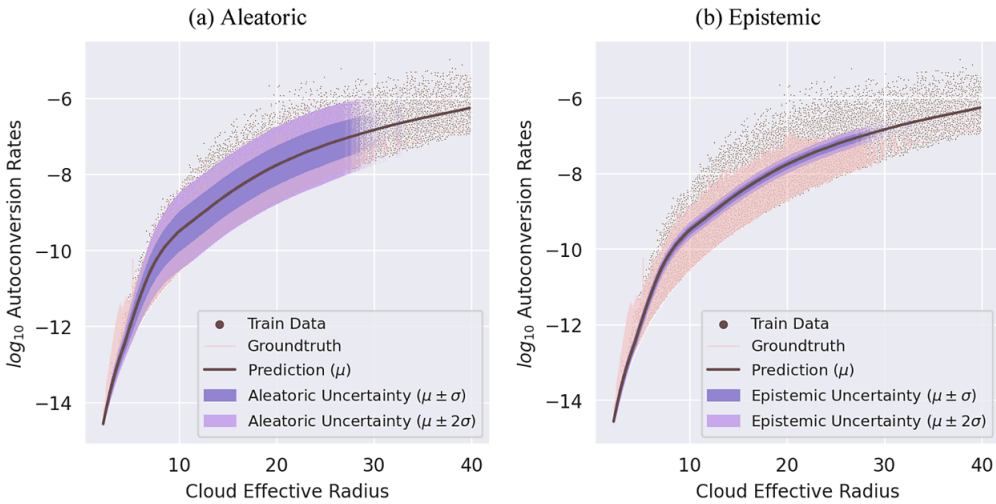 (a) Aleatoric
(b) Epistemic
log₁₀ Autoconversion Rates
−6
−8
−10
−12
−14
Train Data
Groundtruth
Prediction (μ)
Aleatoric Uncertainty (μ ± σ)
Aleatoric Uncertainty (μ ± 2σ)
10
20
30
40
Cloud Effective Radius
log₁₀ Autoconversion Rates
−6
−8
−10
−12
−14
Train Data
Groundtruth
Prediction (μ)
Epistemic Uncertainty (μ ± σ)
Epistemic Uncertainty (μ ± 2σ)
10
20
30
40
Cloud Effective Radius